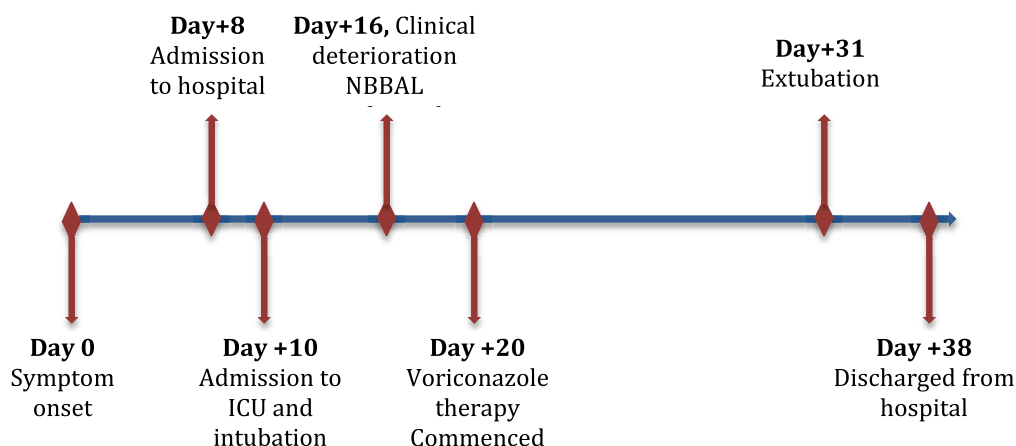 Day+8
Admission
to hospital
Day+16, Clinical
deterioration
NBBAL
Day+31
Extubation
Day 0
Symptom
onset
Day +10
Admission to
ICU and
intubation
Day +20
Voriconazole
therapy
Commenced
Day +38
Discharged from
hospital